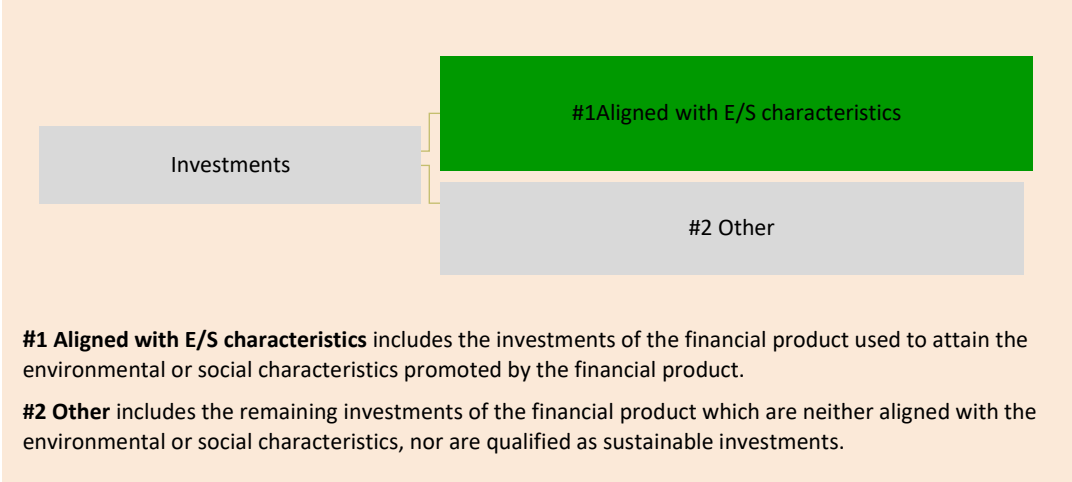 #1Aligned with E/S characteristics
Investments
#2 Other
#1 Aligned with E/S characteristics includes the investments of the financial product used to attain the
environmental or social characteristics promoted by the financial product.
#2 Other includes the remaining investments of the financial product which are neither aligned with the
environmental or social characteristics, nor are qualified as sustainable investments.